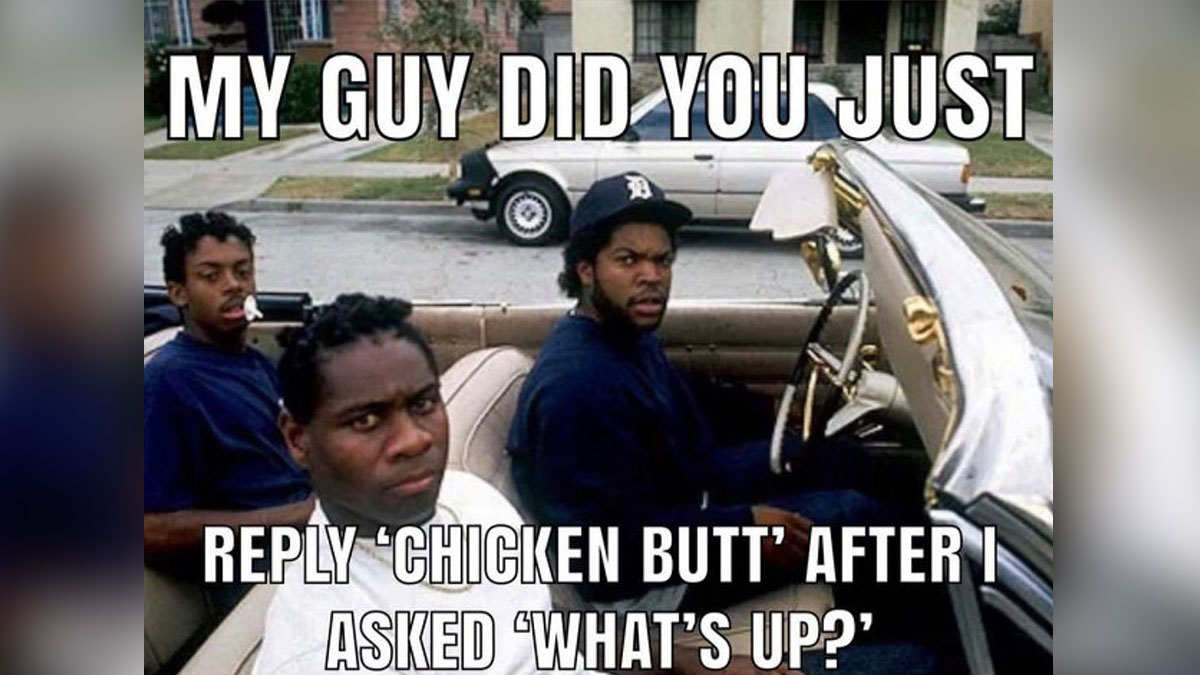 MY GUY DID YOU JUST
REPLY ‘CHICKEN BUTT’ AFTER I
ASKED ‘WHAT’S UP?’